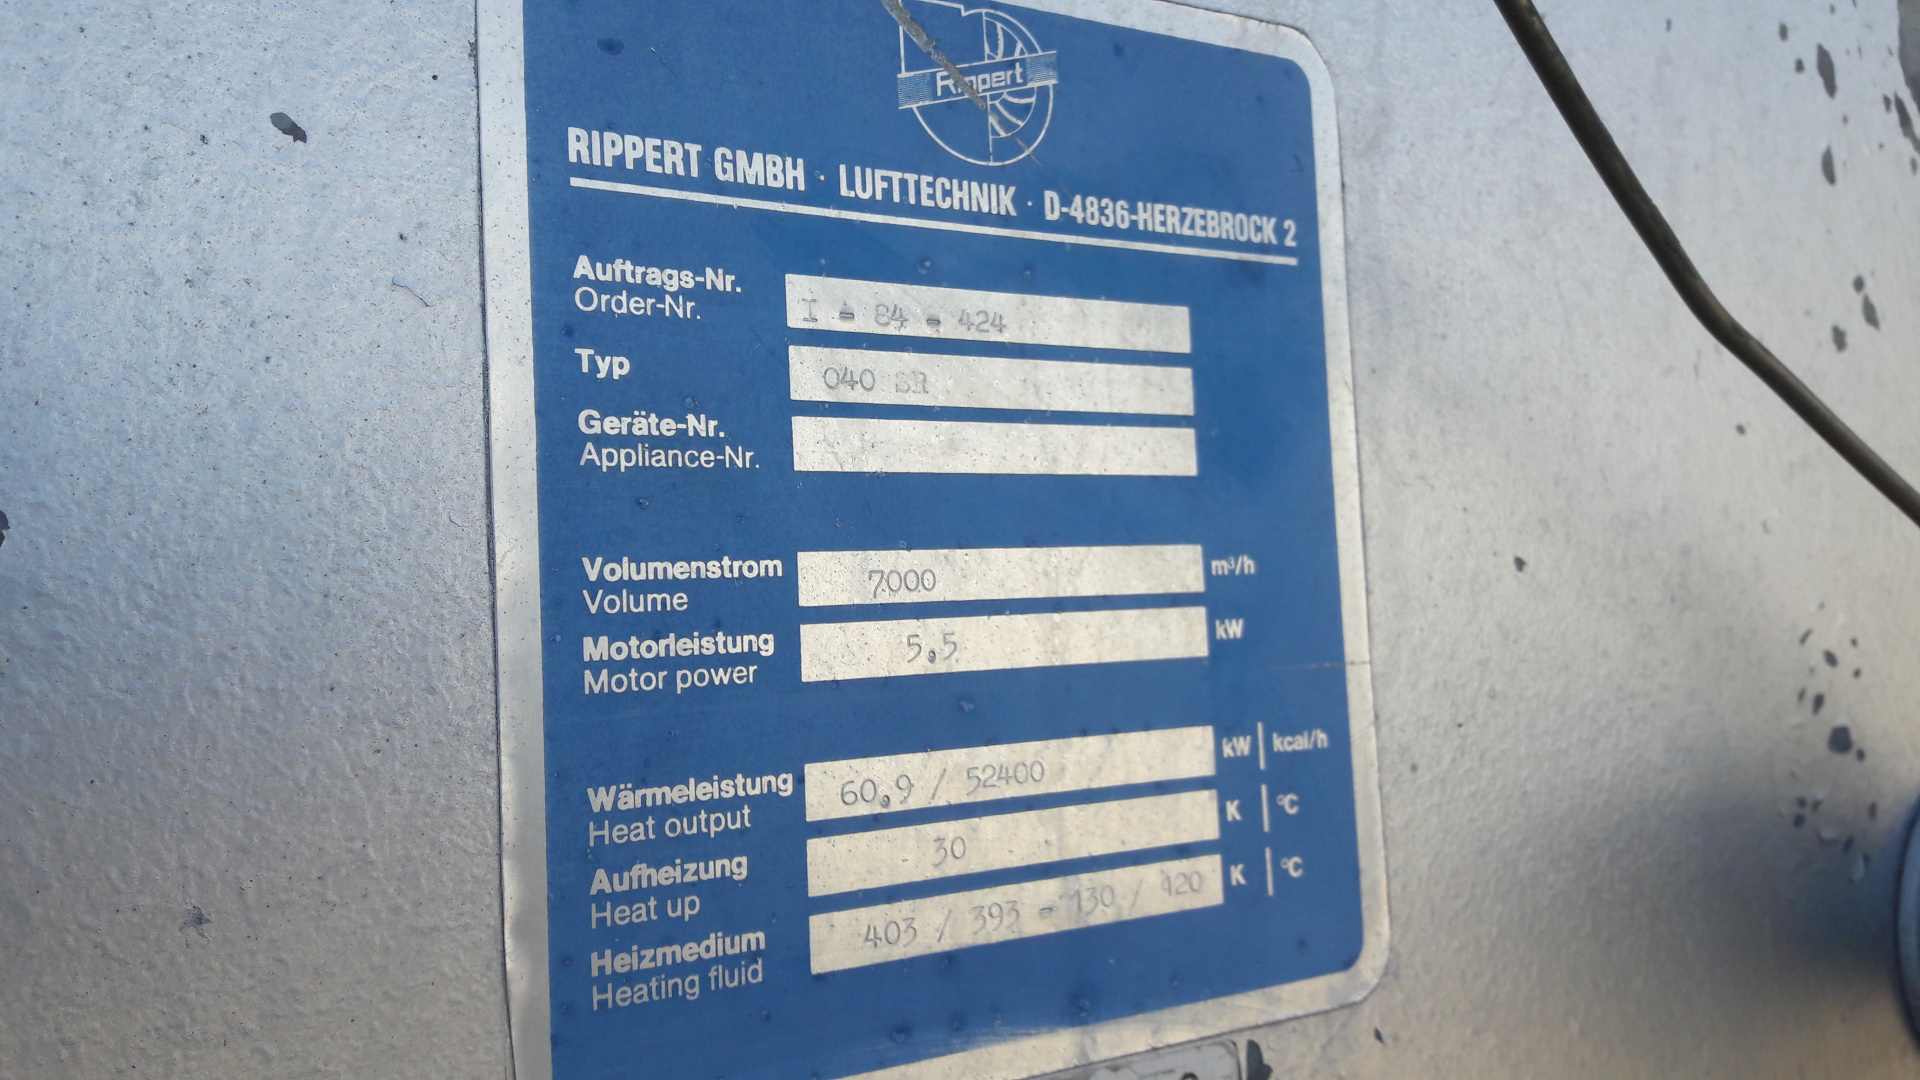 Rippert
RIPPERT GMBH · LUFTTECHNIK · D-4836-HERZEBROCK 2
Auftrags-Nr.
Order-Nr.
I - 84 - 424
Typ
040 SR
Geräte-Nr.
Appliance-Nr.
Volumenstrom
Volume
7000 m³/h
Motorleistung
Motor power
5,5 kW
Wärmeleistung
Heat output
60,9 / 52400 kW | kcal/h
Aufheizung
Heat up
30 K | °C
Heizmedium
Heating fluid
403 / 393 - 130 / 120 K | °C